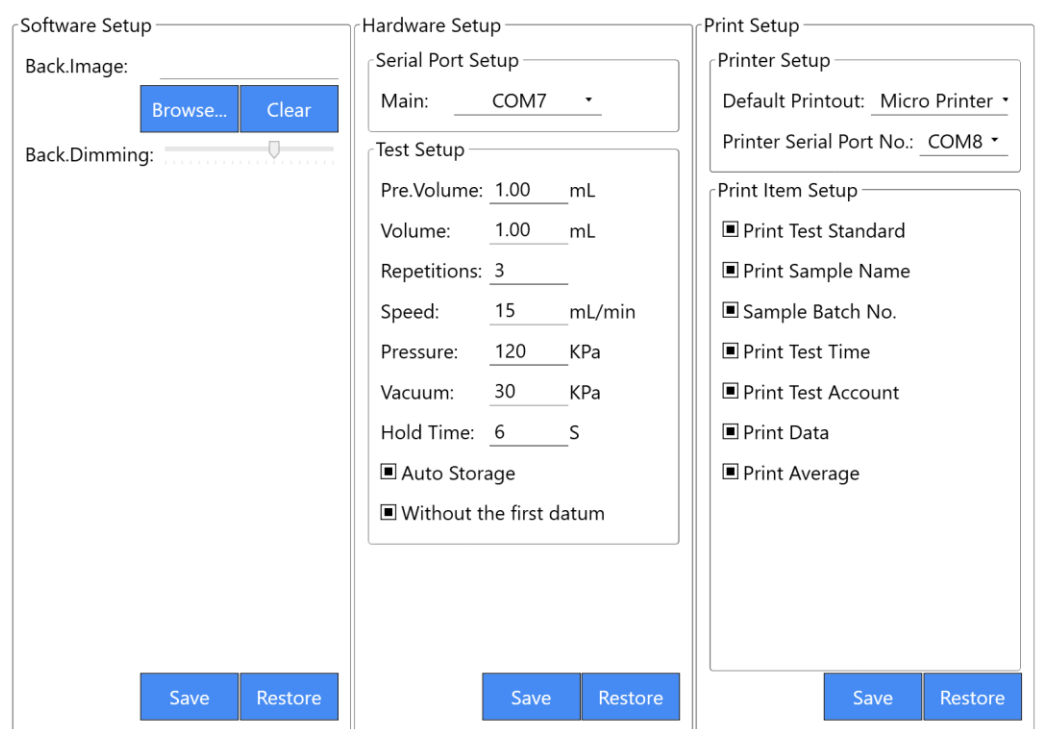 Software Setup
Back.Image:
Browse...
Clear
Back.Dimming:
Save
Restore
Hardware Setup
Serial Port Setup
Main: COM7
Test Setup
Pre.Volume: 1.00 mL
Volume: 1.00 mL
Repetitions: 3
Speed: 15 mL/min
Pressure: 120 KPa
Vacuum: 30 KPa
Hold Time: 6 S
Auto Storage
Without the first datum
Save
Restore
Print Setup
Printer Setup
Default Printout: Micro Printer
Printer Serial Port No.: COM8
Print Item Setup
Print Test Standard
Print Sample Name
Sample Batch No.
Print Test Time
Print Test Account
Print Data
Print Average
Save
Restore